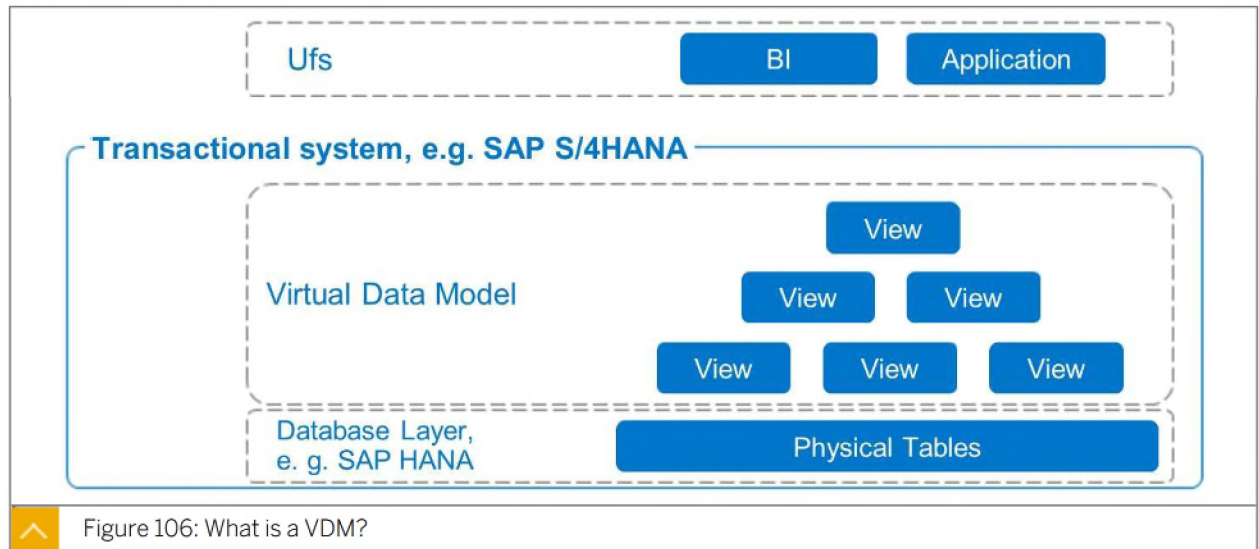 Ufs
BI
Application
Transactional system, e.g. SAP S/4HANA
View
Virtual Data Model
View
View
View
View
View
Database Layer,
e. g. SAP HANA
Physical Tables
Figure 106: What is a VDM?